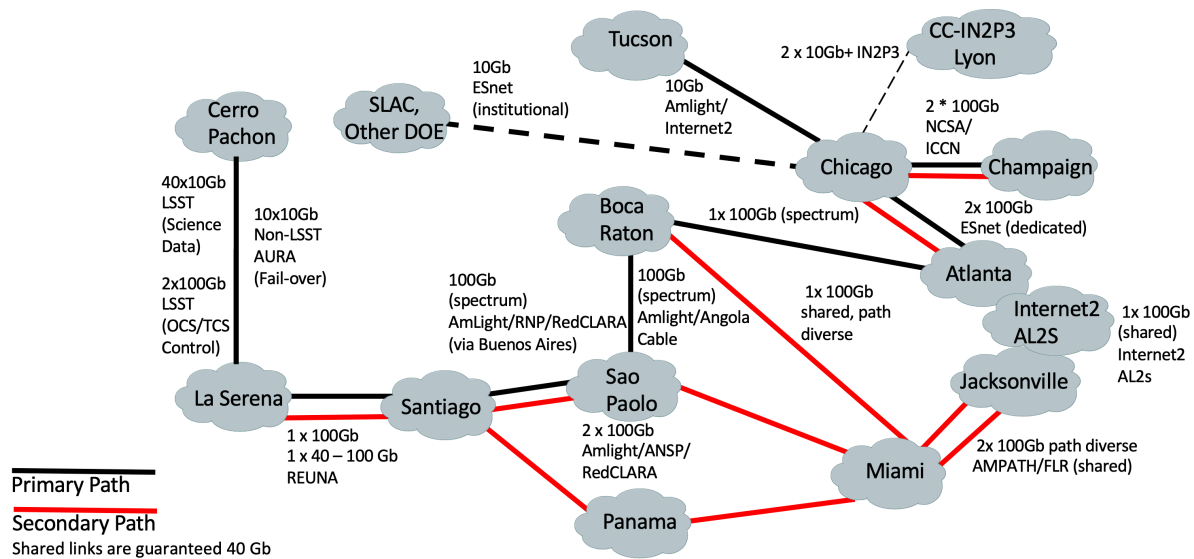 Tucson
CC-IN2P3
Lyon
2 x 10Gb+ IN2P3
10Gb
ESnet
(institutional)
10Gb
Amlight/
Internet2
SLAC,
Other DOE
Cerro
Pachon
2 * 100Gb
NCSA/
ICCN
Chicago
Champaign
40x10Gb
LSST
(Science
Data)
10x10Gb
Non-LSST
AURA
(Fail-over)
2x100Gb
LSST
(OCS/TCS
Control)
Boca
Raton
1x 100Gb (spectrum)
2x 100Gb
ESnet (dedicated)
Atlanta
100Gb
(spectrum)
AmLight/RNP/RedCLARA
(via Buenos Aires)
100Gb
(spectrum)
Amlight/Angola
Cable
1x 100Gb
shared, path
diverse
Internet2
AL2S
1x 100Gb
(shared)
Internet2
AL2s
La Serena
Santiago
Sao
Paolo
Jacksonville
1 x 100Gb
1 x 40 – 100 Gb
REUNA
2 x 100Gb
Amlight/ANSP/
RedCLARA
Miami
2x 100Gb path diverse
AMPATH/FLR (shared)
Panama
Primary Path
Secondary Path
Shared links are guaranteed 40 Gb